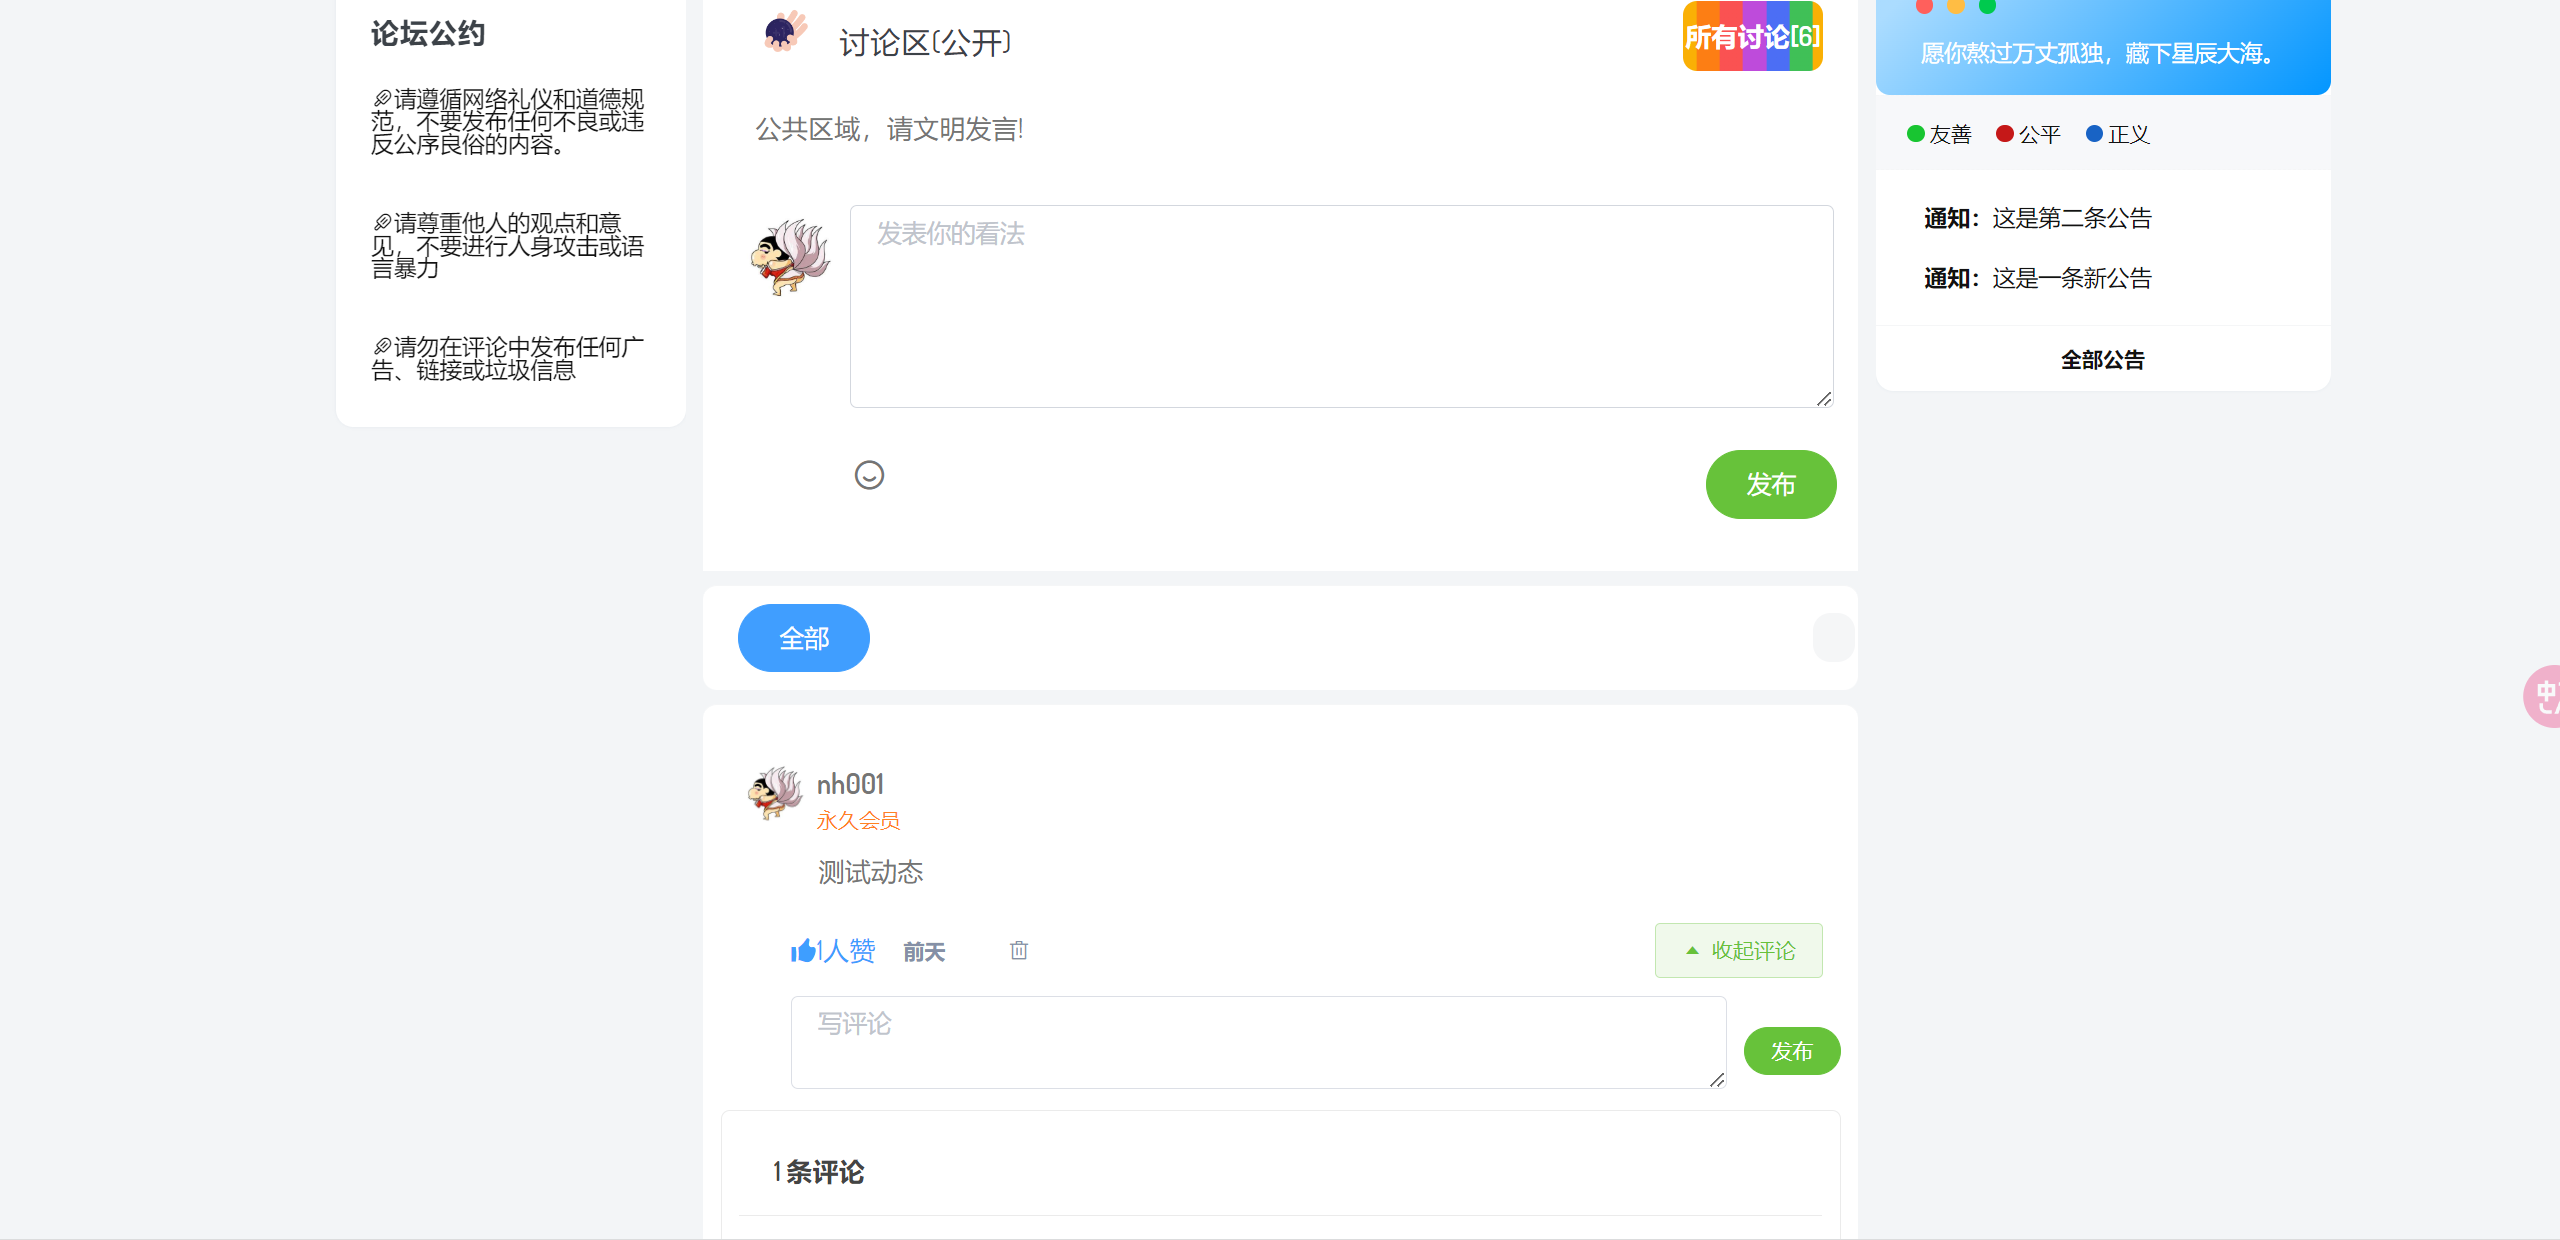 论坛公约
请遵循网络礼仪和道德规
范，不要发布任何不良或违
反公序良俗的内容。
请尊重他人的观点和意
见，不要进行人身攻击或语
言暴力
请勿在评论中发布任何广
告、链接或垃圾信息
讨论区(公开)
所有讨论[6]
公共区域，请文明发言!
发表你的看法
发布
全部
nh001
永久会员
测试动态
1人赞
前天
收起评论
写评论
发布
1 条评论
愿你熬过万丈孤独，藏下星辰大海。
友善
公平
正义
通知：这是第二条公告
通知：这是一条新公告
全部公告
中